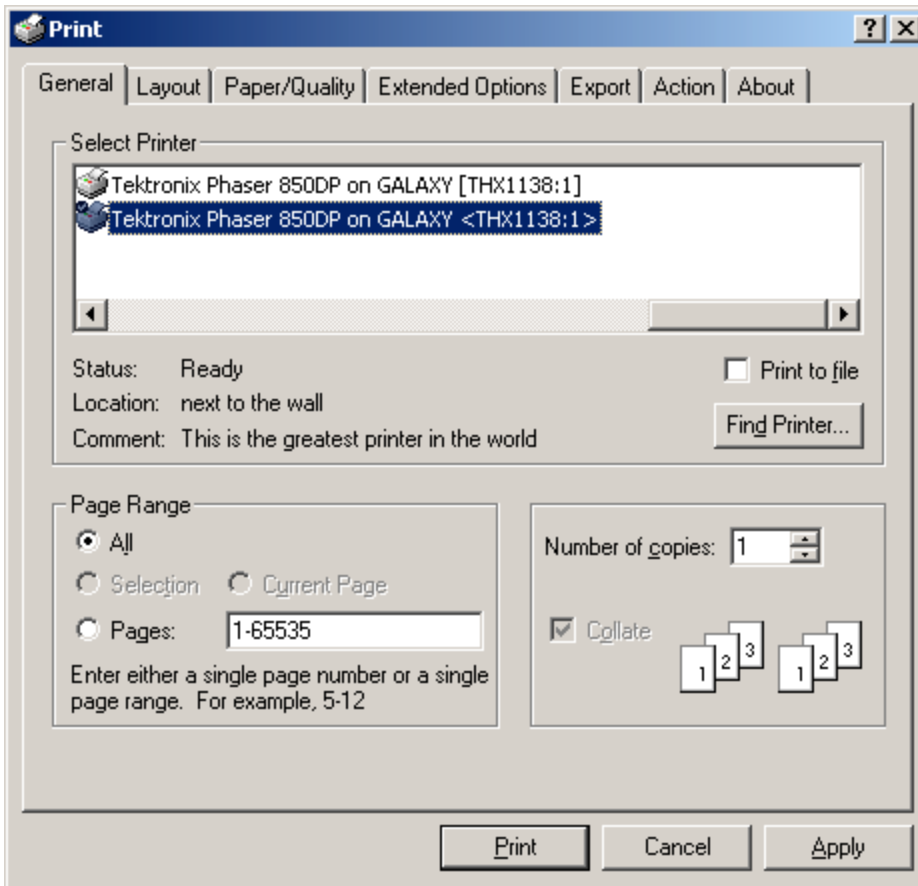 Print
General Layout Paper/Quality Extended Options Export Action About
Select Printer
Tektronix Phaser 850DP on GALAXY [THX1138:1]
Tektronix Phaser 850DP on GALAXY <THX1138:1>
Status: Ready
Print to file
Location: next to the wall
Comment: This is the greatest printer in the world
Find Printer...
Page Range
All
Selection Current Page
Pages: 1-65535
Enter either a single page number or a single
page range. For example, 5-12
Number of copies: 1
Collate
1 2 3 1 2 3
Print Cancel Apply